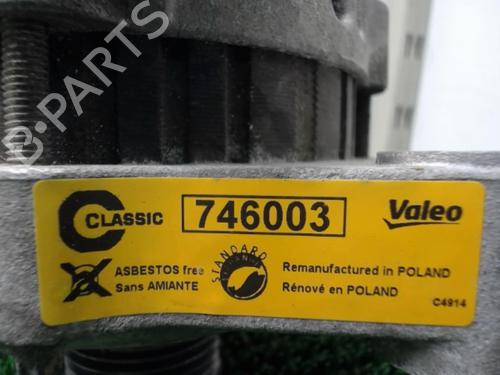 B-PARTS
C CLASSIC
746003
Valeo
ASBESTOS free
Sans AMIANTE
STANDARD
Remanufactured in POLAND
Rénové en POLAND
C4914